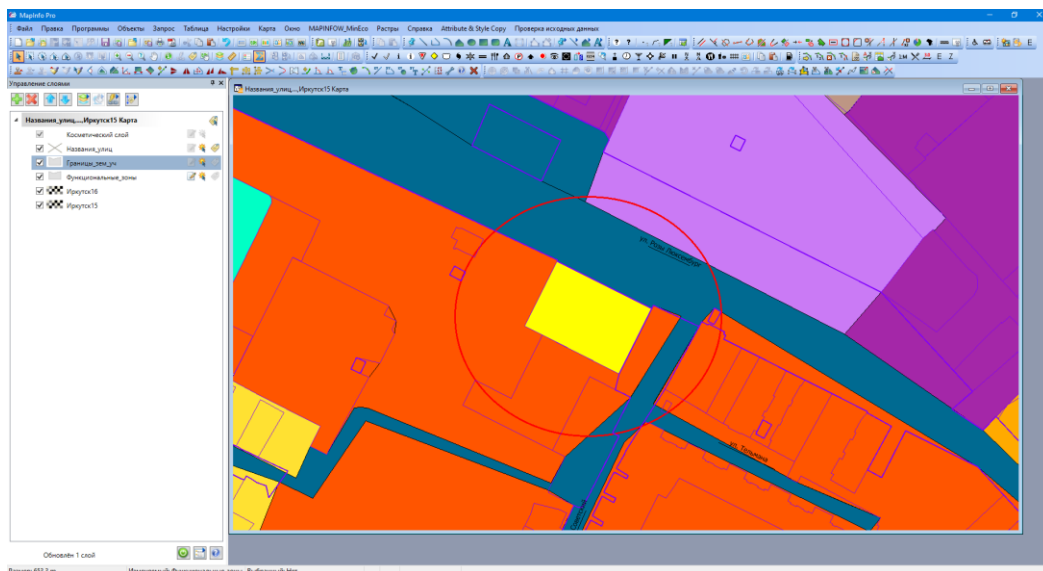 MapInfo Pro
Файл Правка Программы Объекты Запрос Таблица Настройки Карта Окно MAPINFOW_MinEco Растры Справка Attribute & Style Copy Проверка исходных данных
Управление слоями
Названия_улиц,...,Иркутск15 Карта
Косметический слой
Названия_улиц
Границы_зем_уч
Функциональные_зоны
Иркутск16
Иркутск15
Обновлён 1 слой
Названия_улиц,...,Иркутск15 Карта
ул. Розы Люксембург
ул. Тельмана